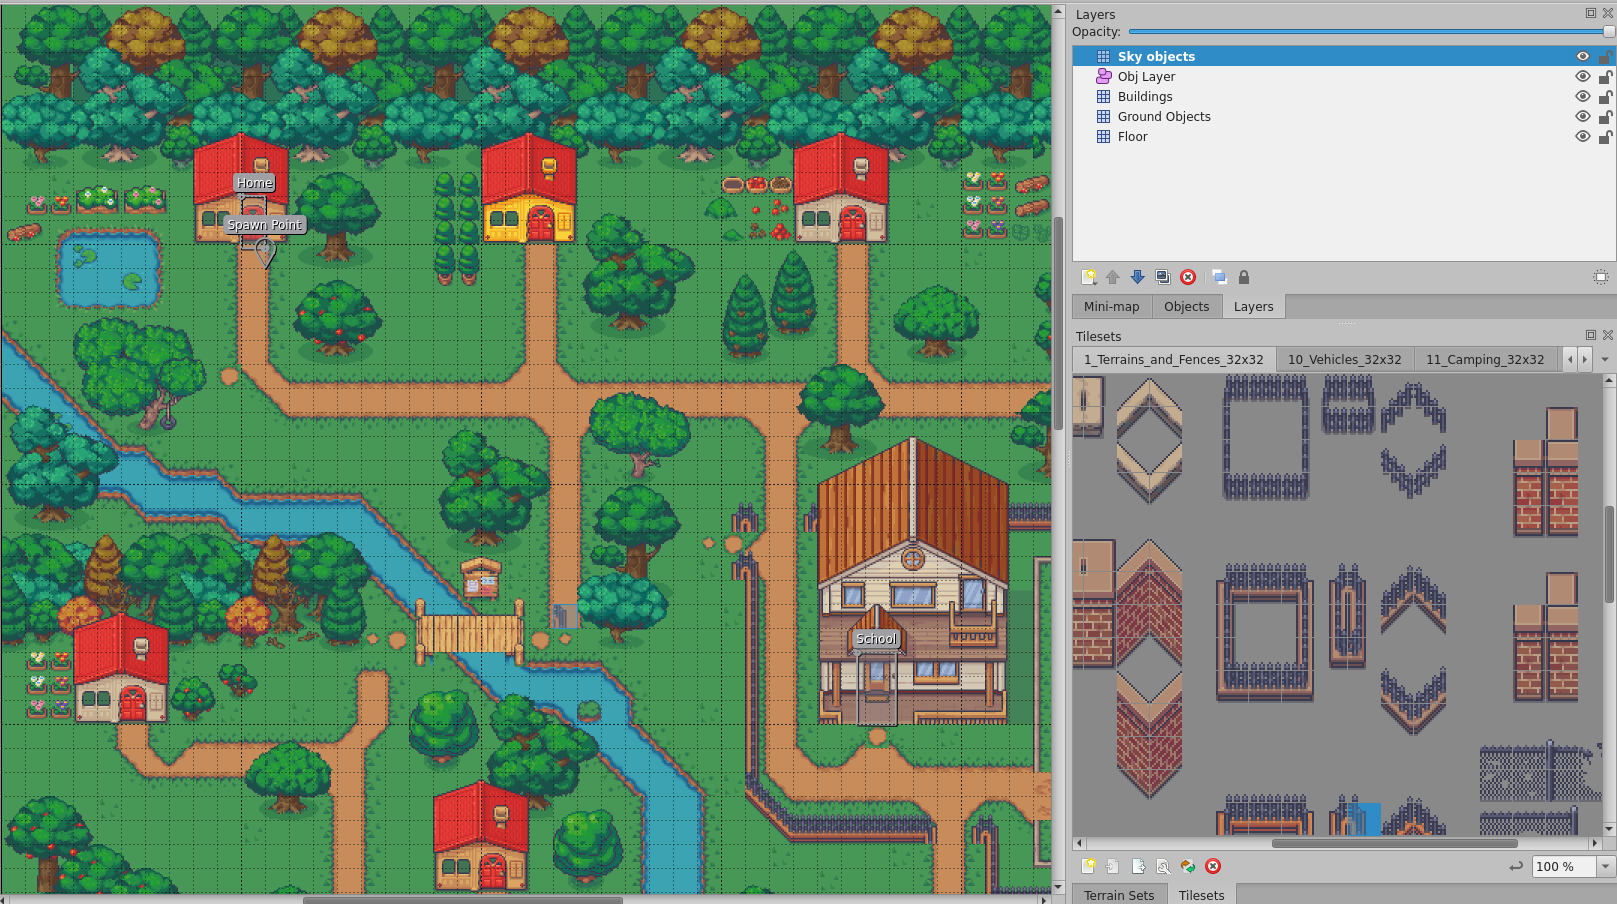 Layers
Opacity:
Sky objects
Obj Layer
Buildings
Ground Objects
Floor
Mini-map
Objects
Layers
Tilesets
1_Terrains_and_Fences_32x32
10_Vehicles_32x32
11_Camping_32x32
100 %
Terrain Sets
Tilesets
Home
Spawn Point
School